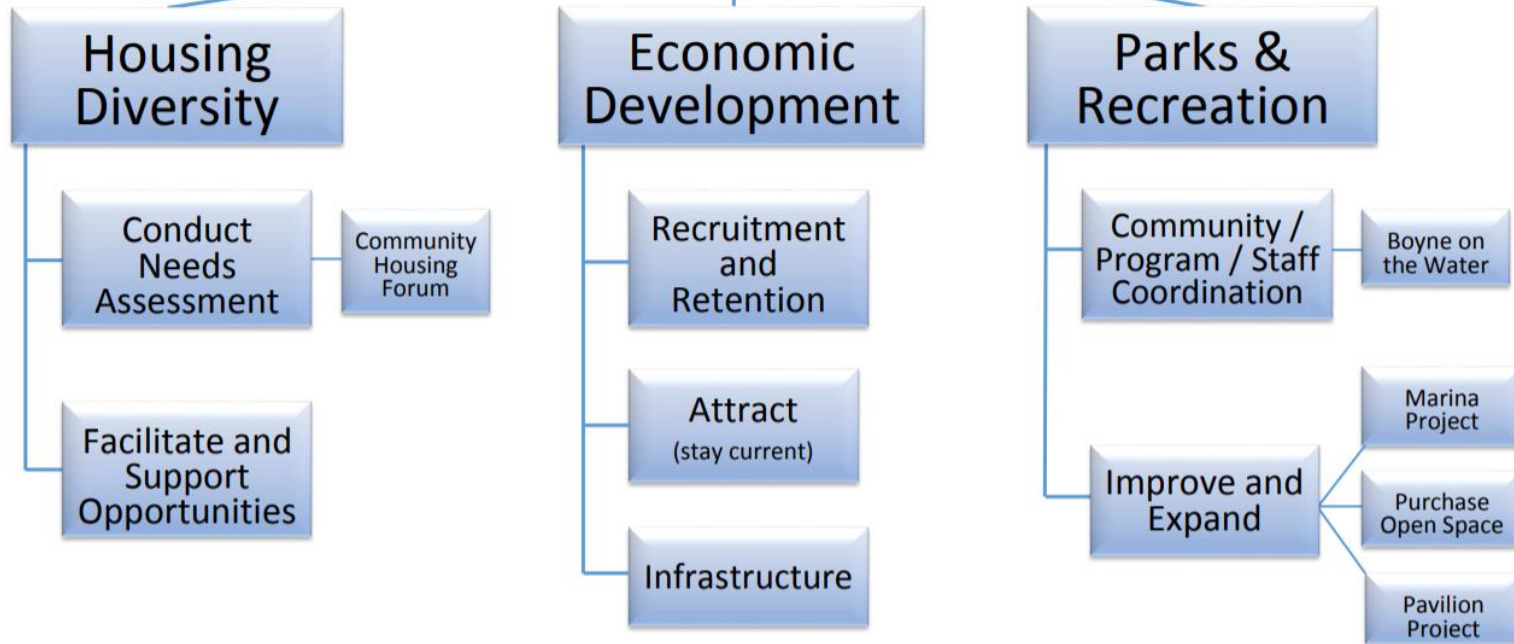 Housing
Diversity
Conduct
Needs
Assessment
Community
Housing
Forum
Facilitate and
Support
Opportunities
Economic
Development
Recruitment
and
Retention
Attract
(stay current)
Infrastructure
Parks &
Recreation
Community /
Program / Staff
Coordination
Boyne on
the Water
Improve and
Expand
Marina
Project
Purchase
Open Space
Pavilion
Project